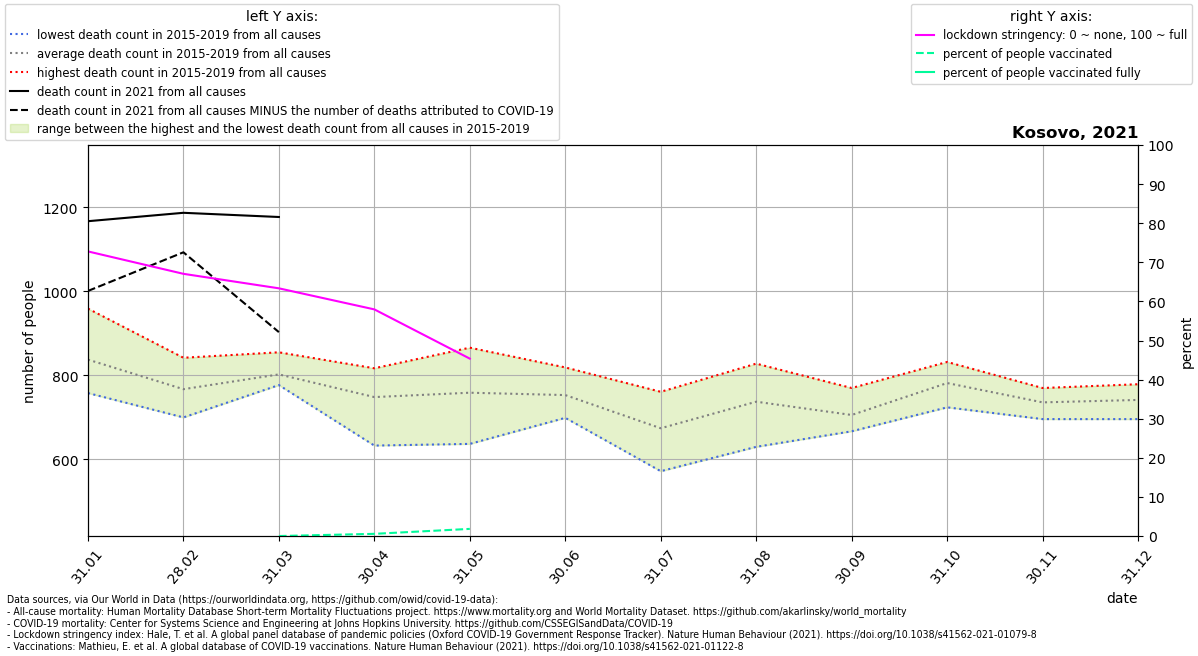 left Y axis:
lowest death count in 2015-2019 from all causes
average death count in 2015-2019 from all causes
highest death count in 2015-2019 from all causes
death count in 2021 from all causes
death count in 2021 from all causes MINUS the number of deaths attributed to COVID-19
range between the highest and the lowest death count from all causes in 2015-2019
right Y axis:
lockdown stringency: 0 ~ none, 100 ~ full
percent of people vaccinated
percent of people vaccinated fully
Kosovo, 2021
number of people
1200
1000
800
600
100
90
80
70
60
50
40
30
20
10
0
percent
31.01
28.02
31.03
30.04
31.05
30.06
31.07
31.08
30.09
31.10
30.11
31.12
date
Data sources, via Our World in Data (https://ourworldindata.org, https://github.com/owid/covid-19-data):
- All-cause mortality: Human Mortality Database Short-term Mortality Fluctuations project. https://www.mortality.org and World Mortality Dataset. https://github.com/akarlinsky/world_mortality
- COVID-19 mortality: Center for Systems Science and Engineering at Johns Hopkins University. https://github.com/CSSEGISandData/COVID-19
- Lockdown stringency index: Hale, T. et al. A global panel database of pandemic policies (Oxford COVID-19 Government Response Tracker). Nature Human Behaviour (2021). https://doi.org/10.1038/s41562-021-01079-8
- Vaccinations: Mathieu, E. et al. A global database of COVID-19 vaccinations. Nature Human Behaviour (2021). https://doi.org/10.1038/s41562-021-01122-8